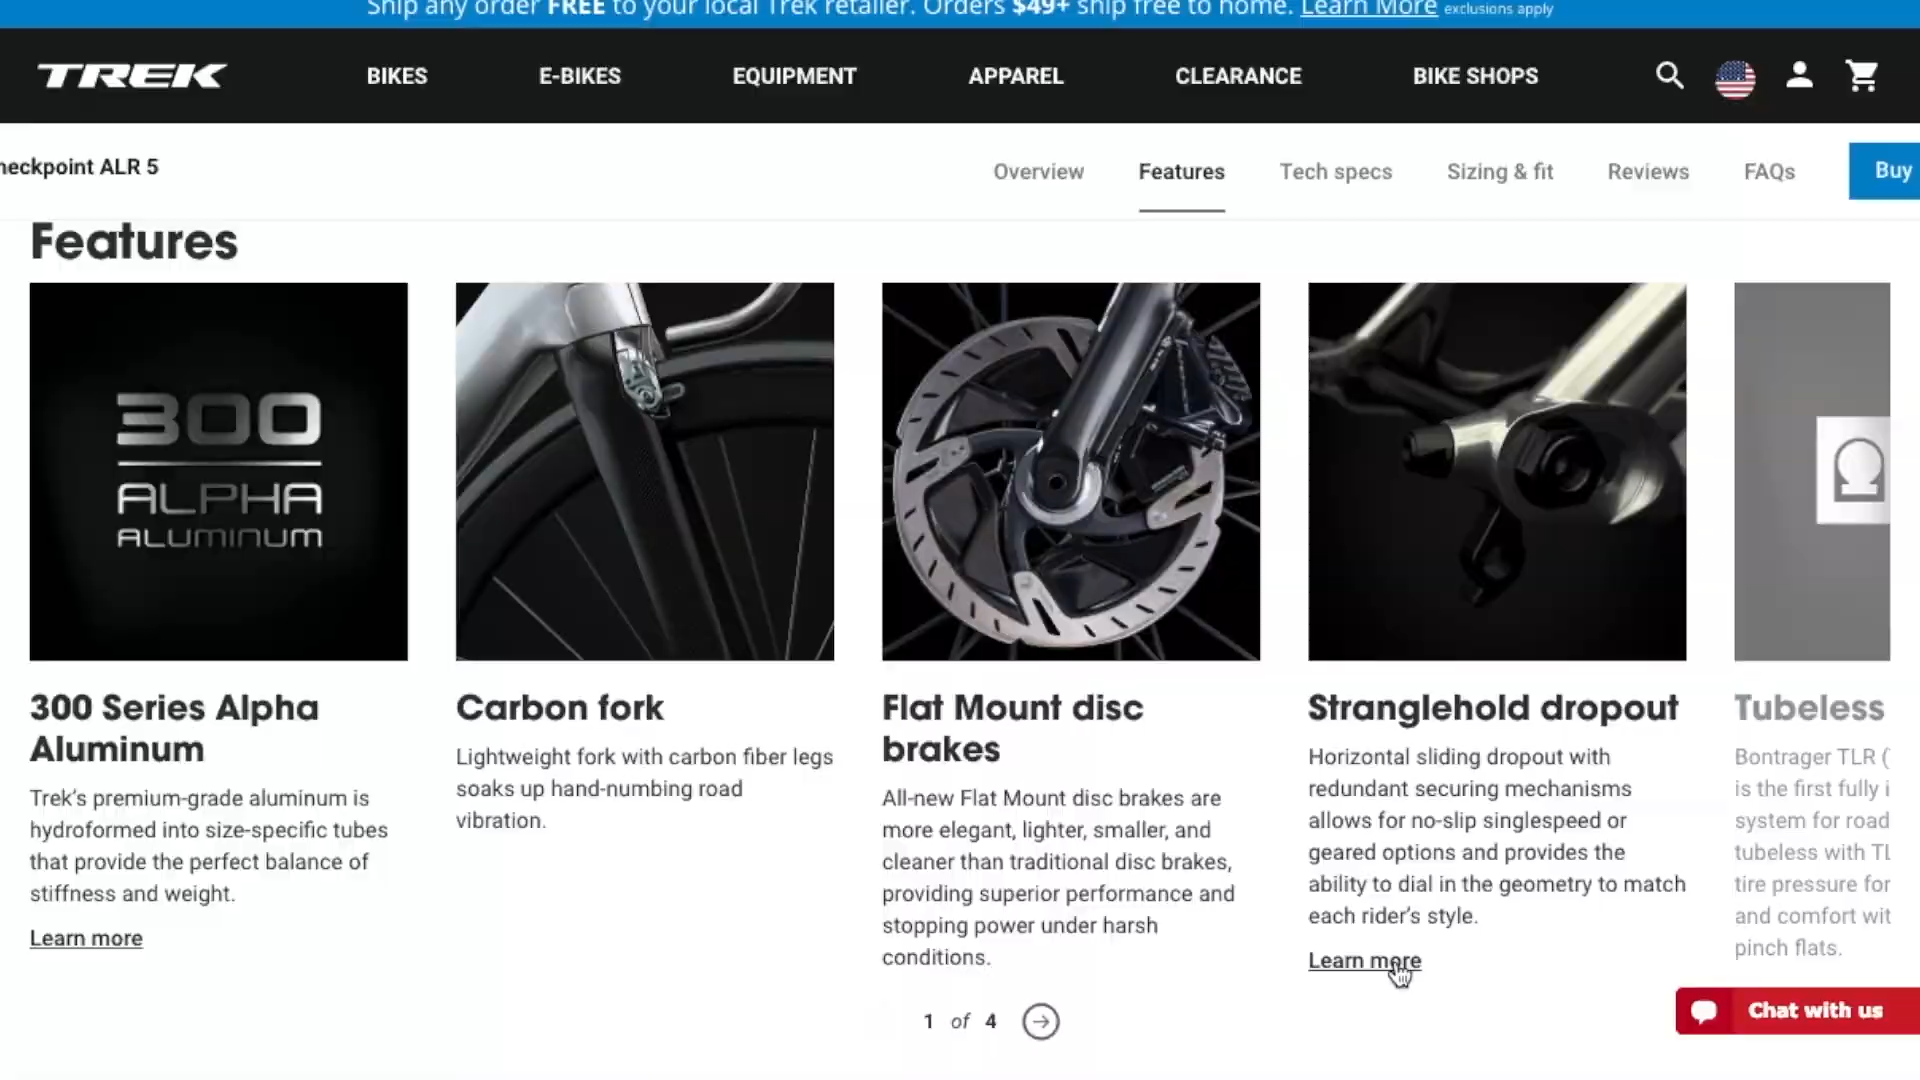 Ship any order FREE to your local Trek retailer. Orders $49+ ship free to home. Learn More exclusions apply
TREK
BIKES
E-BIKES
EQUIPMENT
APPAREL
CLEARANCE
BIKE SHOPS
heckpoint ALR 5
Overview
Features
Tech specs
Sizing & fit
Reviews
FAQs
Buy
Features
300
ALPHA
ALUMINUM
300 Series Alpha
Aluminum
Trek's premium-grade aluminum is
hydroformed into size-specific tubes
that provide the perfect balance of
stiffness and weight.
Learn more
Carbon fork
Lightweight fork with carbon fiber legs
soaks up hand-numbing road
vibration.
Flat Mount disc
brakes
All-new Flat Mount disc brakes are
more elegant, lighter, smaller, and
cleaner than traditional disc brakes,
providing superior performance and
stopping power under harsh
conditions.
Stranglehold dropout
Horizontal sliding dropout with
redundant securing mechanisms
allows for no-slip singlespeed or
geared options and provides the
ability to dial in the geometry to match
each rider's style.
Learn more
Tubeless
Bontrager TLR (
is the first fully i
system for road
tubeless with TL
tire pressure for
and comfort wit
pinch flats.
1 of 4
Chat with us